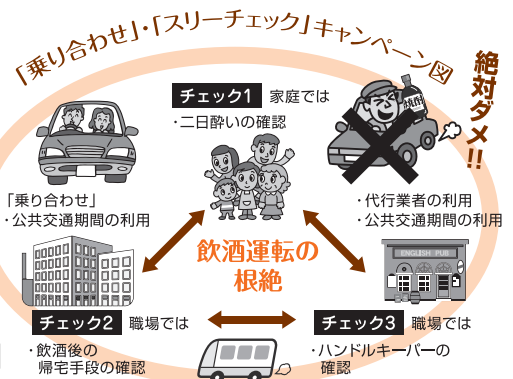 「乗り合わせ」・「スリーチェック」キャンペーン図
絶対ダメ!!
チェック1 家庭では
・二日酔いの確認
焼酎
「乗り合わせ」
・公共交通期間の利用
・代行業者の利用
・公共交通期間の利用
飲酒運転の
根絶
ENGLISH PUB
チェック2 職場では
・飲酒後の
帰宅手段の確認
チェック3 職場では
・ハンドルキーパーの
確認